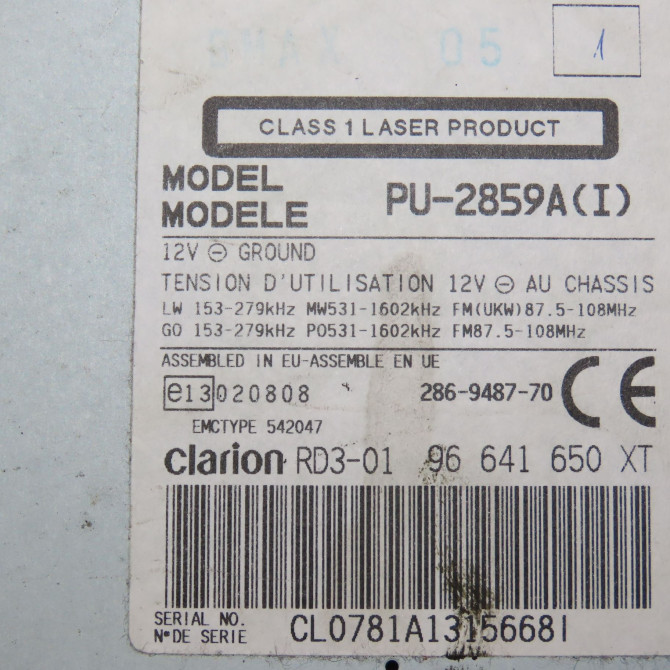 BMAX 05
1
CLASS 1 LASER PRODUCT
MODEL
MODELE PU-2859A(I)
12V ⊖ GROUND
TENSION D'UTILISATION 12V ⊖ AU CHASSIS
LW 153-279kHz MW531-1602kHz FM(UKW)87.5-108MHz
GO 153-279kHz PO531-1602kHz FM87.5-108MHz
ASSEMBLED IN EU-ASSEMBLE EN UE
e13 020808 286-9487-70 CE
EMCTYPE 542047
clarion RD3-01 96 641 650 XT
SERIAL NO.
N°DE SERIE CL0781A1315668I